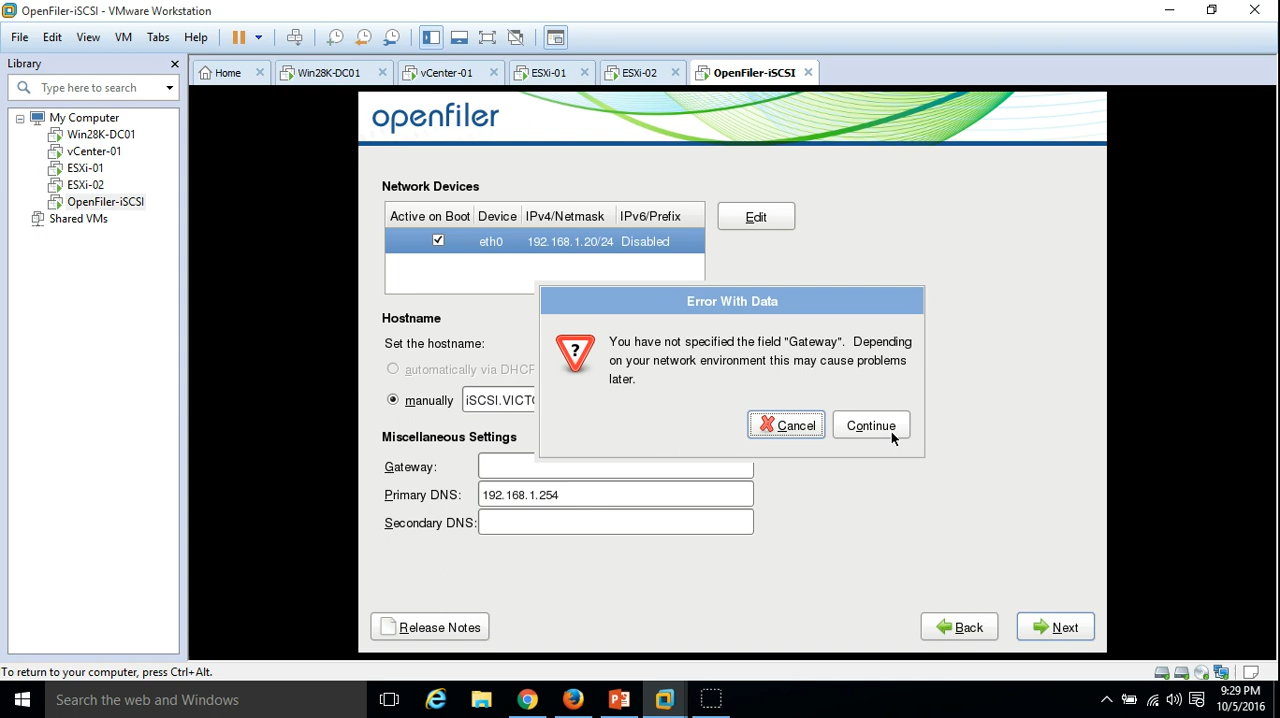 OpenFiler-iSCSI - VMware Workstation
File Edit View VM Tabs Help
Library
Type here to search
My Computer
Win28K-DC01
vCenter-01
ESXi-01
ESXi-02
OpenFiler-iSCSI
Shared VMs
Home Win28K-DC01 vCenter-01 ESXi-01 ESXi-02 OpenFiler-iSCSI
openfiler
Network Devices
Active on Boot Device IPv4/Netmask IPv6/Prefix
eth0 192.168.1.20/24 Disabled
Edit
Error With Data
You have not specified the field "Gateway". Depending
on your network environment this may cause problems
later.
Cancel Continue
Hostname
Set the hostname:
automatically via DHCP
manually iSCSI.VICTO
Miscellaneous Settings
Gateway:
Primary DNS: 192.168.1.254
Secondary DNS:
Release Notes Back Next
To return to your computer, press Ctrl+Alt.
Search the web and Windows
9:29 PM
10/5/2016